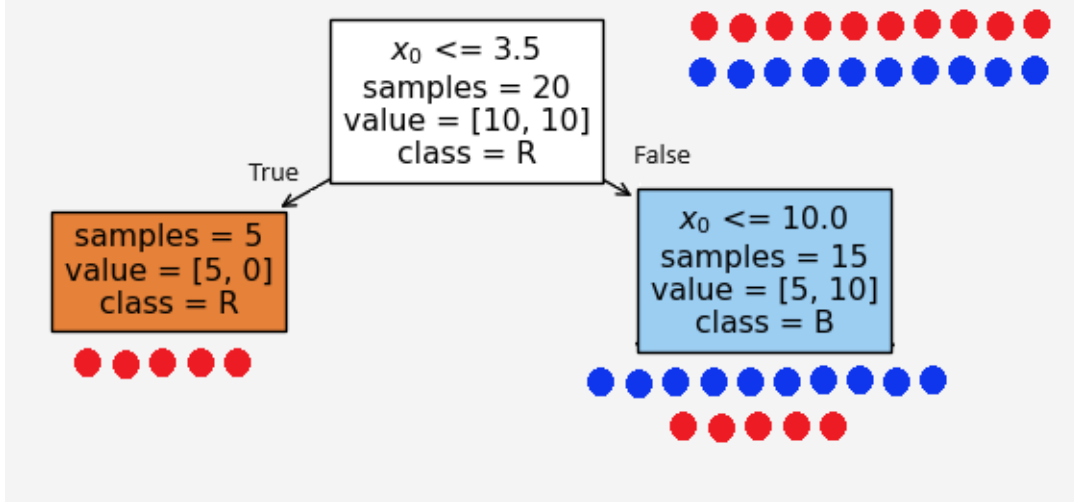 x₀ <= 3.5
samples = 20
value = [10, 10]
class = R
True
False
samples = 5
value = [5, 0]
class = R
x₀ <= 10.0
samples = 15
value = [5, 10]
class = B